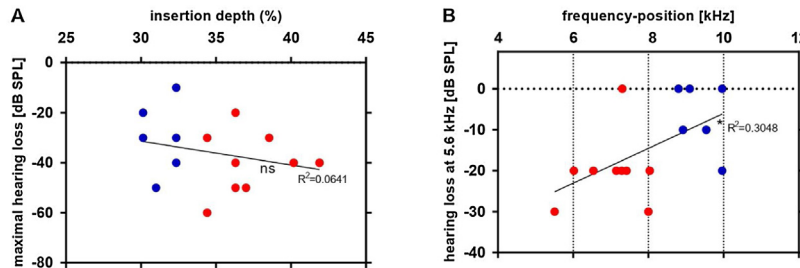 A
insertion depth (%)
25 30 35 40 45
maximal hearing loss [dB SPL]
0
-20
-40
-60
-80
ns
R²=0.0641
B
frequency-position [kHz]
4 6 8 10 12
hearing loss at 5.6 kHz [dB SPL]
0
-10
-20
-30
-40
*
R²=0.3048